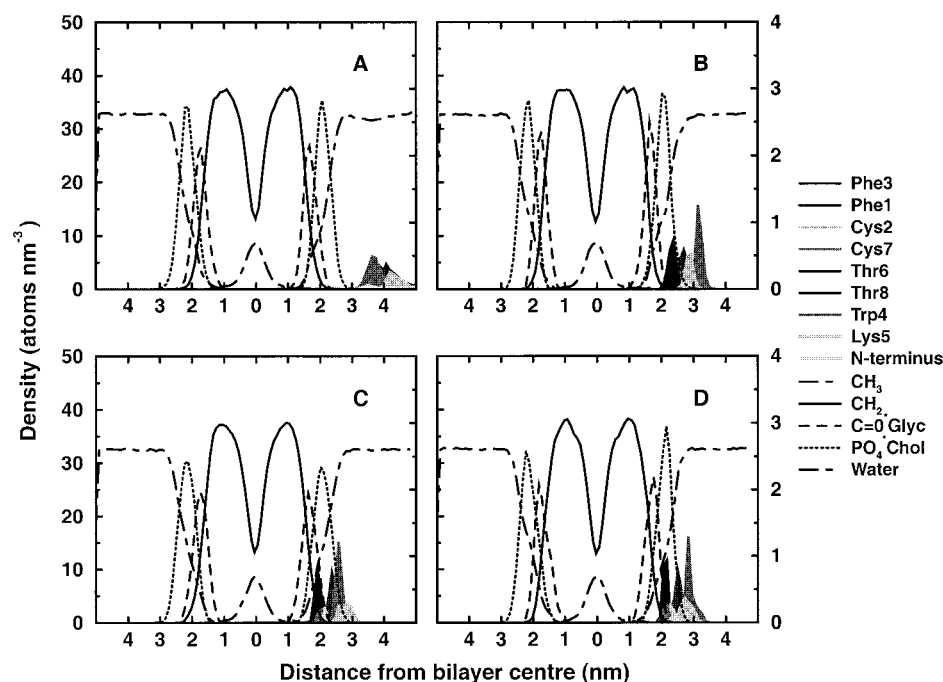 50
40
30
20
10
0
A
4 3 2 1 0 1 2 3 4
B
4
3
2
1
0
4 3 2 1 0 1 2 3 4
50
40
30
20
10
0
C
4 3 2 1 0 1 2 3 4
D
4
3
2
1
0
4 3 2 1 0 1 2 3 4
Density (atoms nm⁻³)
Distance from bilayer centre (nm)
Phe3
Phe1
Cys2
Cys7
Thr6
Thr8
Trp4
Lys5
N-terminus
CH₃
CH₂
C=O Glyc
PO₄ Chol
Water